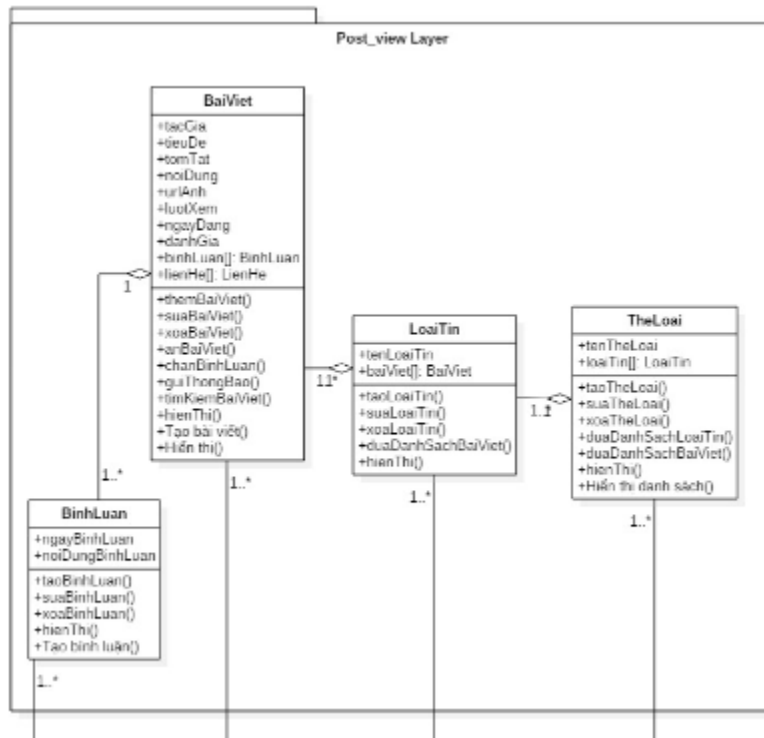 Post_view Layer
BaiViet
+tacGia
+tieuDe
+tomTat
+noiDung
+urlAnh
+luotXem
+ngayDang
+danhGia
+binhLuan[]: BinhLuan
+lienHe[]: LienHe
+themBaiViet()
+suaBaiViet()
+xoaBaiViet()
+anBaiViet()
+chanBinhLuan()
+guiThongBao()
+timKiemBaiViet()
+hienThi()
+Tạo bài viết()
+Hiển thị()
1
1..*
1..*
LoaiTin
+tenLoaiTin
+baiViet[]: BaiViet
+taoLoaiTin()
+suaLoaiTin()
+xoaLoaiTin()
+duaDanhSachBaiViet()
+hienThi()
1..*
TheLoai
+tenTheLoai
+loaiTin[]: LoaiTin
+taoTheLoai()
+suaTheLoai()
+xoaTheLoai()
+duaDanhSachLoaiTin()
+duaDanhSachBaiViet()
+hienThi()
+Hiển thị danh sách()
1..*
BinhLuan
+ngayBinhLuan
+noiDungBinhLuan
+taoBinhLuan()
+suaBinhLuan()
+xoaBinhLuan()
+hienThi()
+Tạo bình luận()
1..*